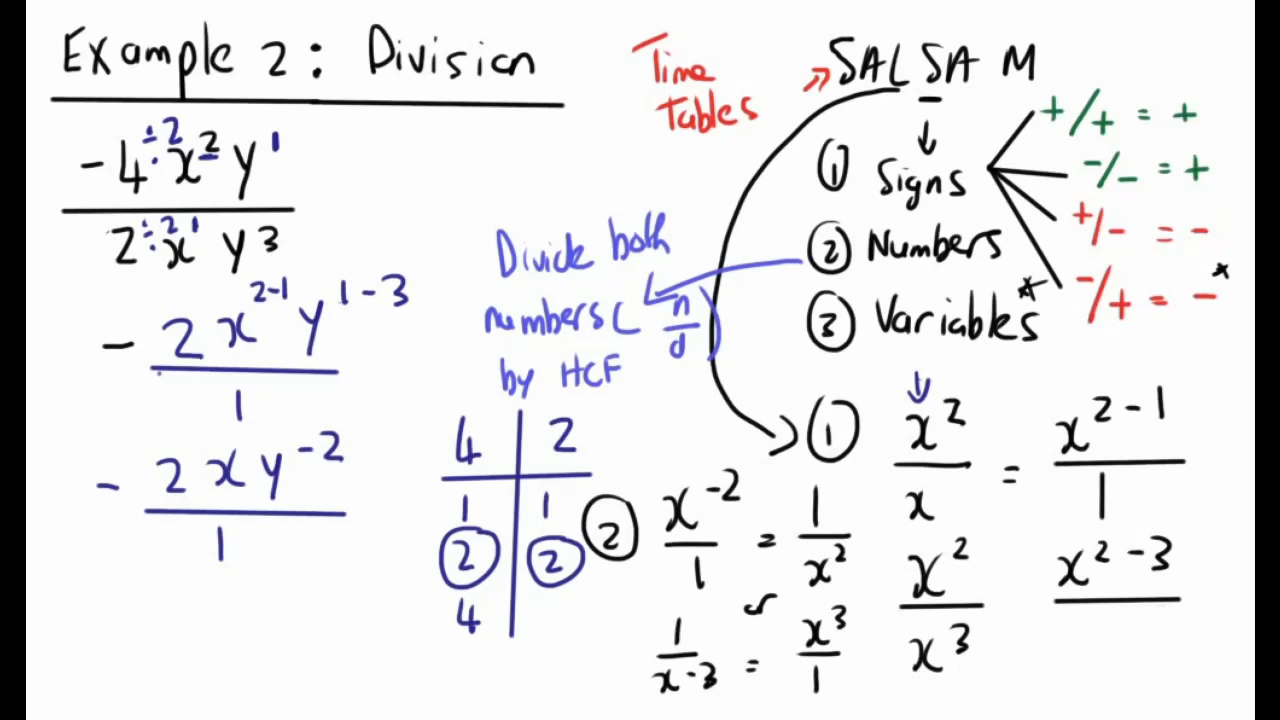 Example 2: Division
-4 ÷2 · x² y¹
2 ÷2 · x¹ y³
- 2x²⁻¹ y¹⁻³
1
- 2xy⁻²
1
Time
Tables
Divide both
numbers (n/d)
by HCF
4 2
1 1
2 2
4
SALSA M
① Signs
② Numbers
③ Variables*
+/+ = +
-/- = +
+/- = -
-/+ = -*
① x²/x = x²⁻¹/1
x²/x³ x²⁻³
② x⁻²/1 = 1/x²
or
1/x-3 = x³/1